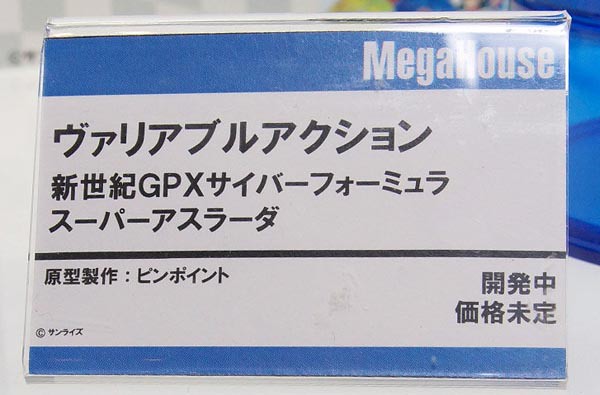 MegaHouse
ヴァリアブルアクション
新世紀GPXサイバーフォーミュラ
スーパーアスラーダ
原型製作：ピンポイント
開発中
価格未定
© サンライズ